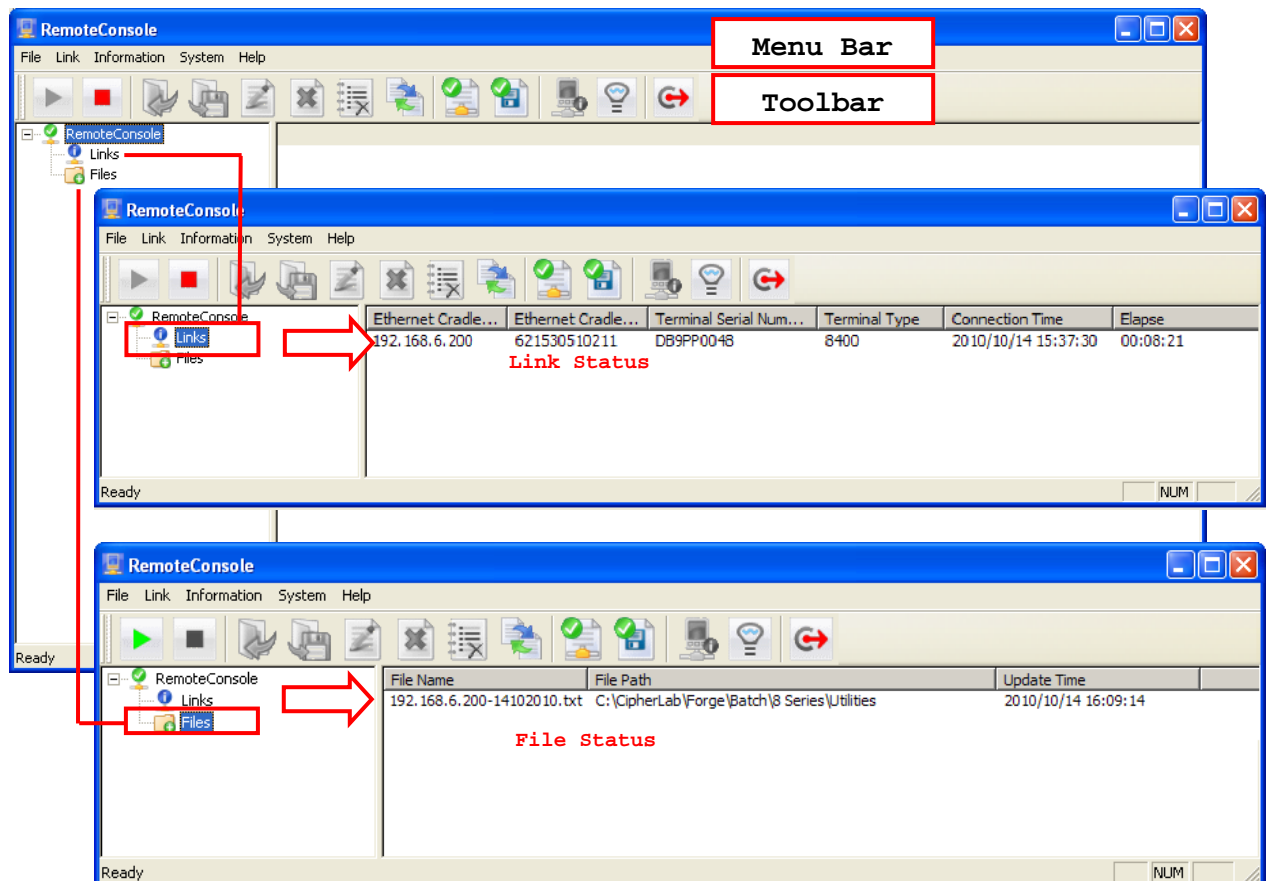 RemoteConsole
Menu Bar
File Link Information System Help
Toolbar
RemoteConsole
Links
Files
RemoteConsole
File Link Information System Help
RemoteConsole
Links
Files
Ethernet Cradle... Ethernet Cradle... Terminal Serial Num... Terminal Type Connection Time Elapse
192.168.6.200 621530510211 DB9PP0048 8400 2010/10/14 15:37:30 00:08:21
Link Status
Ready NUM
RemoteConsole
File Link Information System Help
Ready
RemoteConsole
Links
Files
File Name File Path Update Time
192.168.6.200-14102010.txt C:\CipherLab\Forge\Batch\8 Series\Utilities 2010/10/14 16:09:14
File Status
Ready NUM